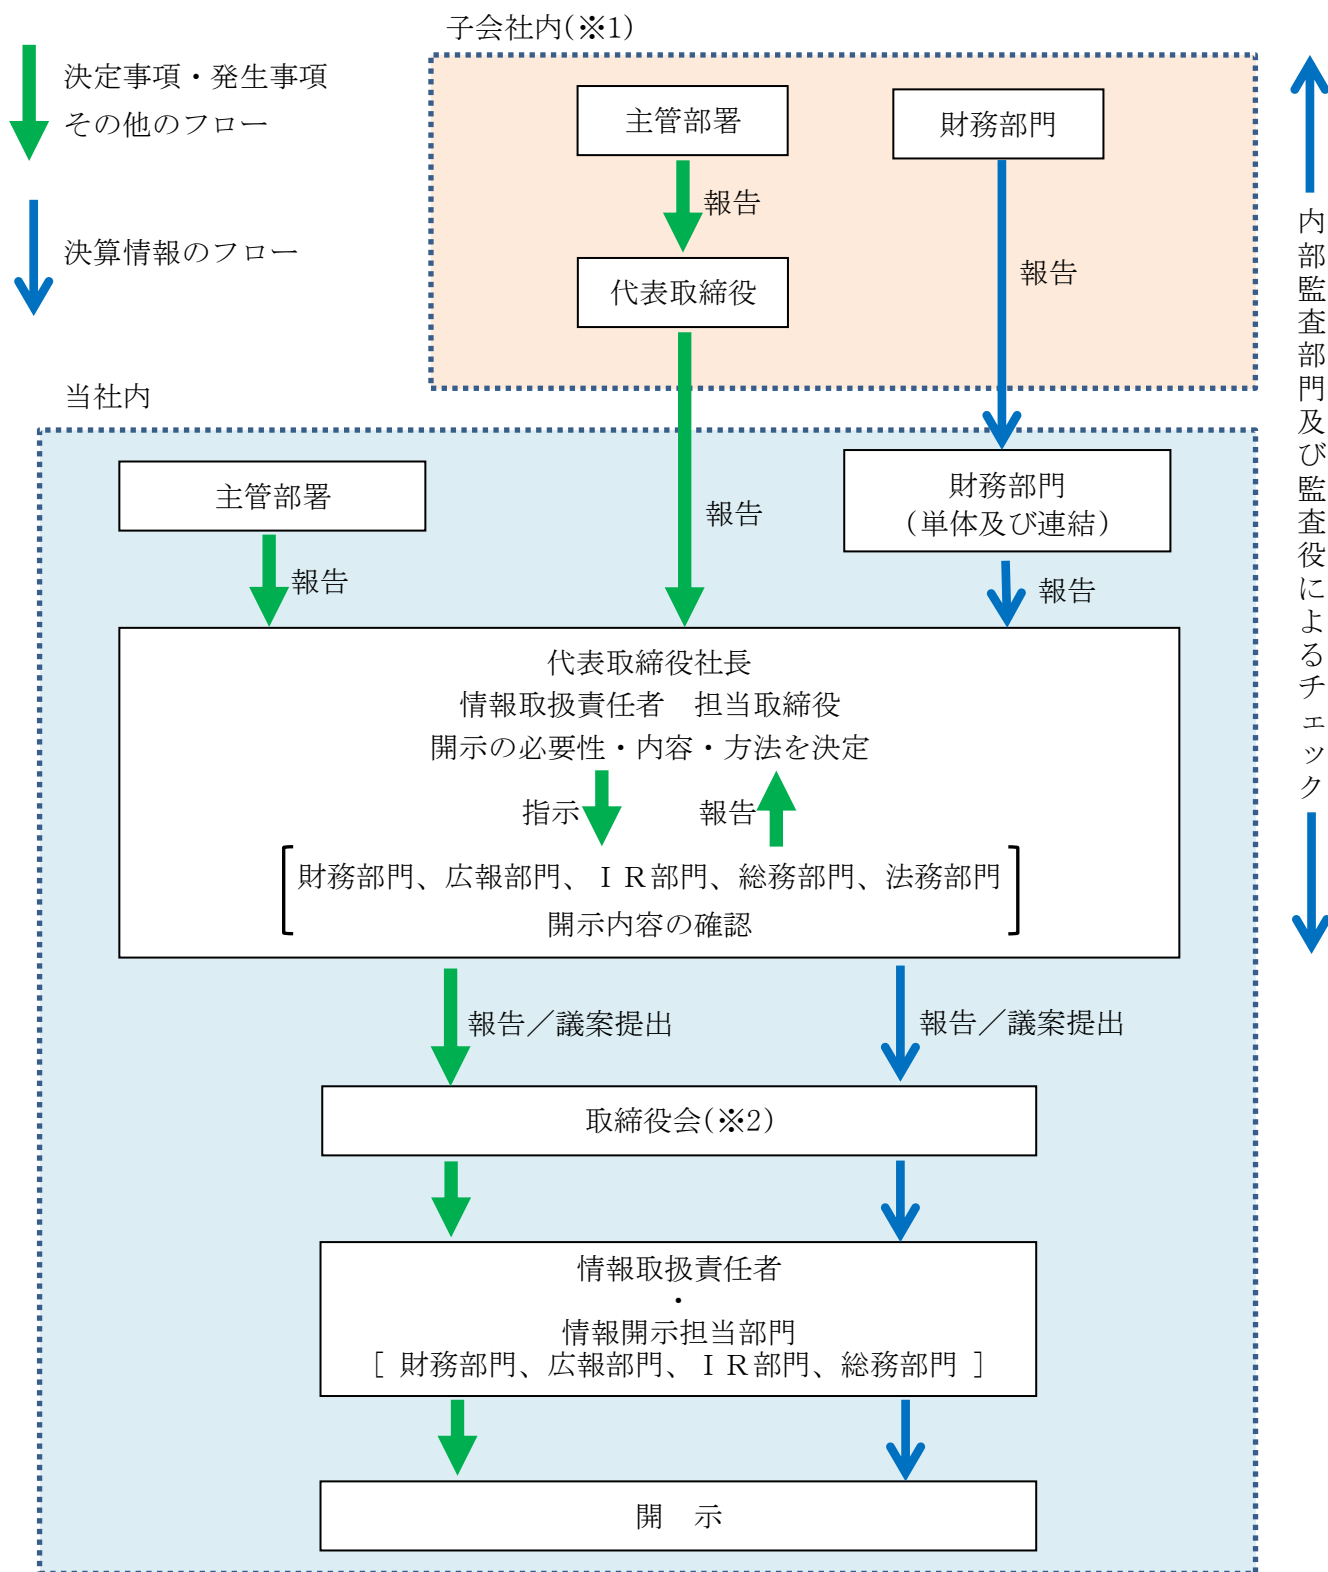 子会社内(※1)
決定事項・発生事項
その他のフロー
決算情報のフロー
主管部署
財務部門
報告
代表取締役
報告
内部監査部門及び監査役によるチェック
当社内
主管部署
報告
財務部門
（単体及び連結）
報告
報告
代表取締役社長
情報取扱責任者　担当取締役
開示の必要性・内容・方法を決定
指示
報告
財務部門、広報部門、ＩＲ部門、総務部門、法務部門
開示内容の確認
報告／議案提出
報告／議案提出
取締役会(※2)
情報取扱責任者
・
情報開示担当部門
[ 財務部門、広報部門、ＩＲ部門、総務部門 ]
開　示